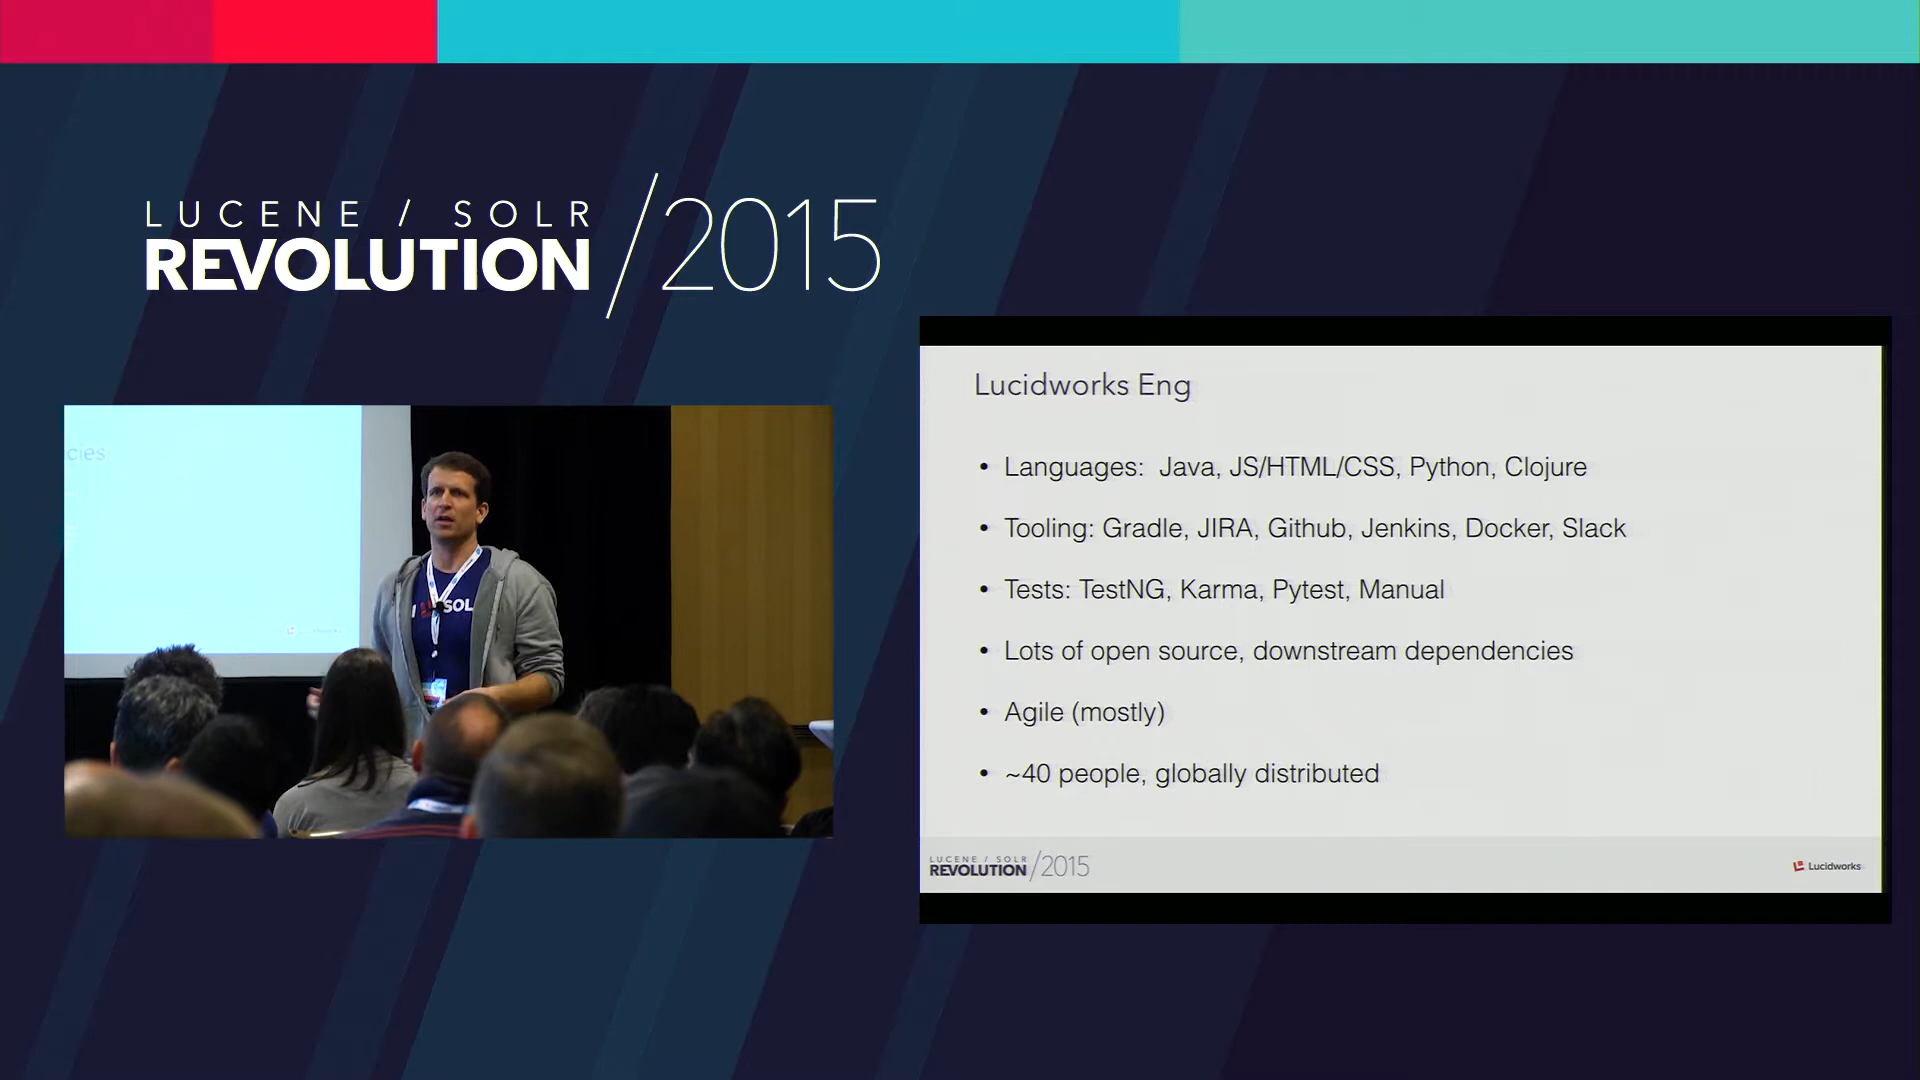 LUCENE / SOLR
REVOLUTION /2015
cies
I SOL
Lucidworks Eng
• Languages: Java, JS/HTML/CSS, Python, Clojure
• Tooling: Gradle, JIRA, Github, Jenkins, Docker, Slack
• Tests: TestNG, Karma, Pytest, Manual
• Lots of open source, downstream dependencies
• Agile (mostly)
• ~40 people, globally distributed
LUCENE / SOLR
REVOLUTION /2015
Lucidworks